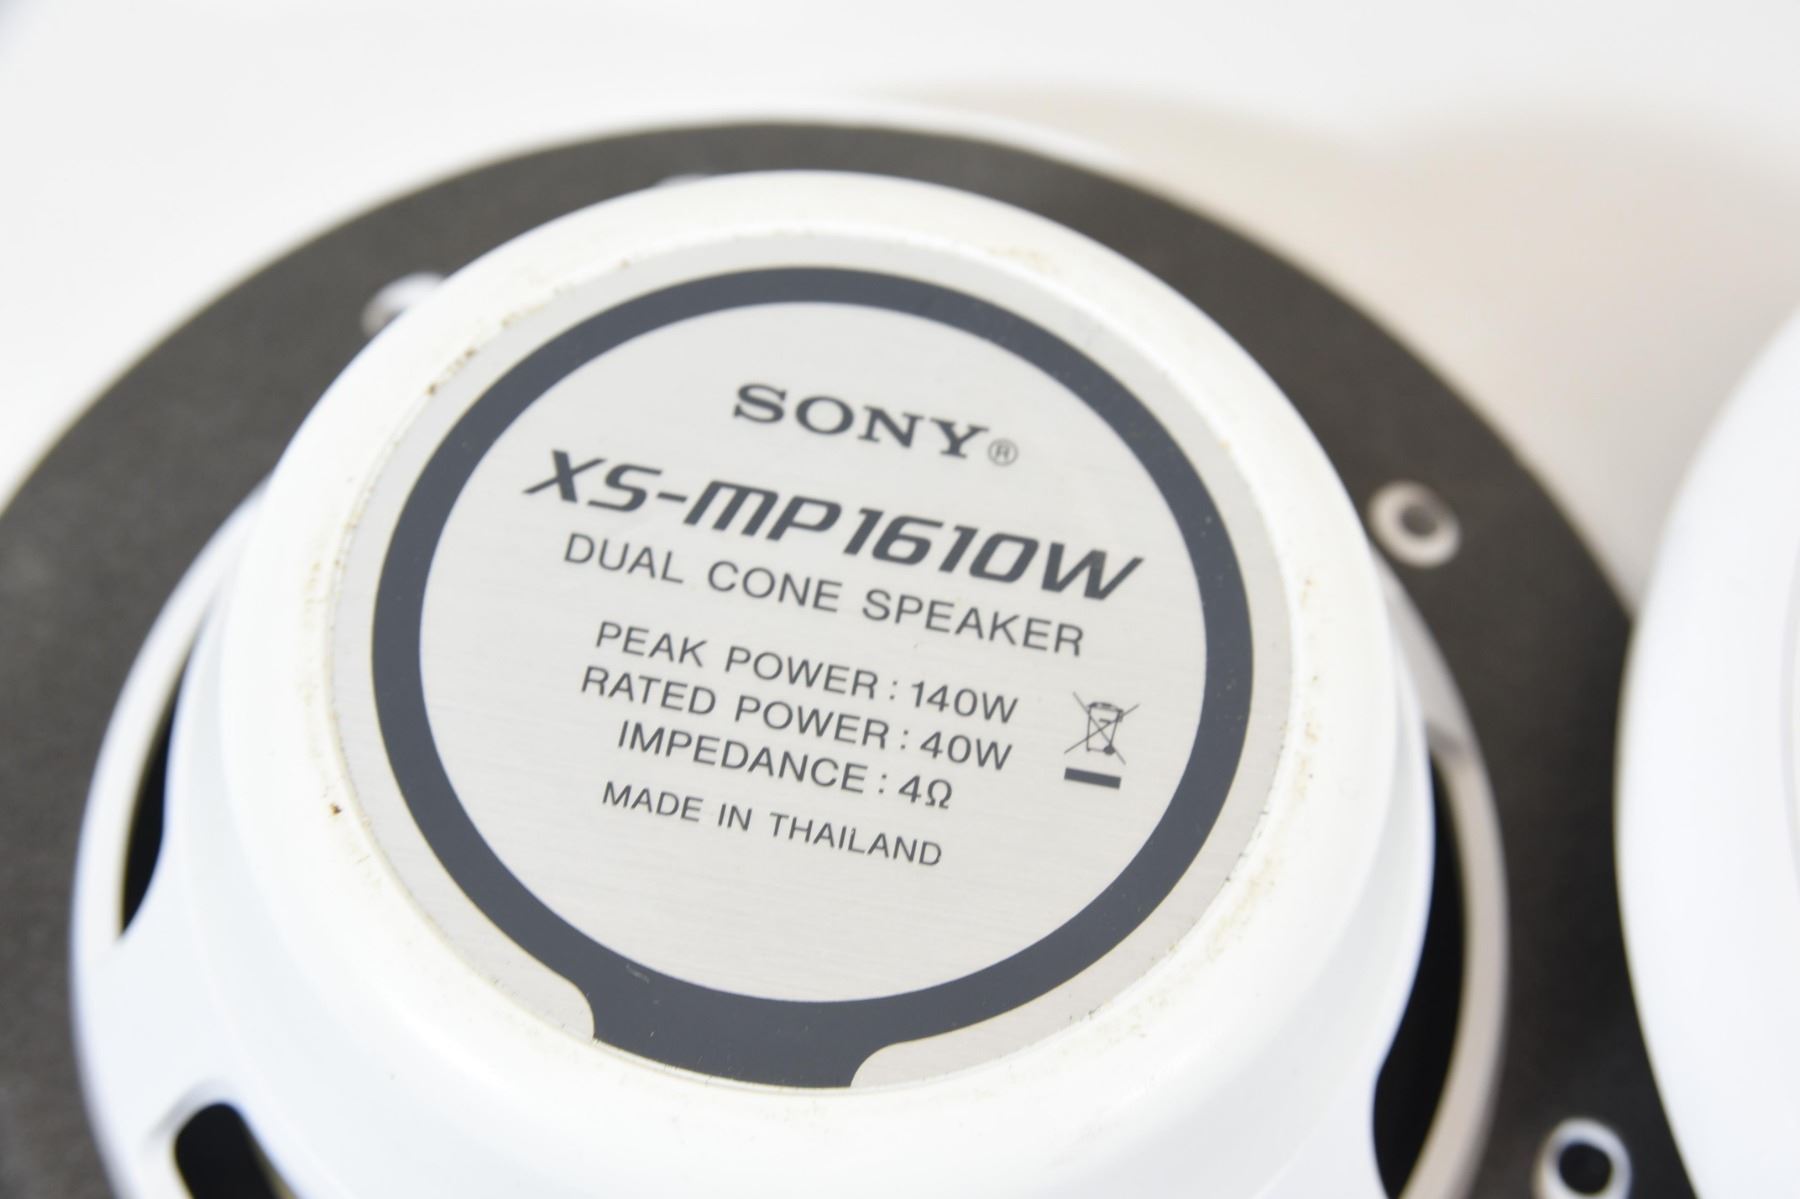 SONY®
XS-MP1610W
DUAL CONE SPEAKER
PEAK POWER : 140W
RATED POWER : 40W
IMPEDANCE : 4Ω
MADE IN THAILAND